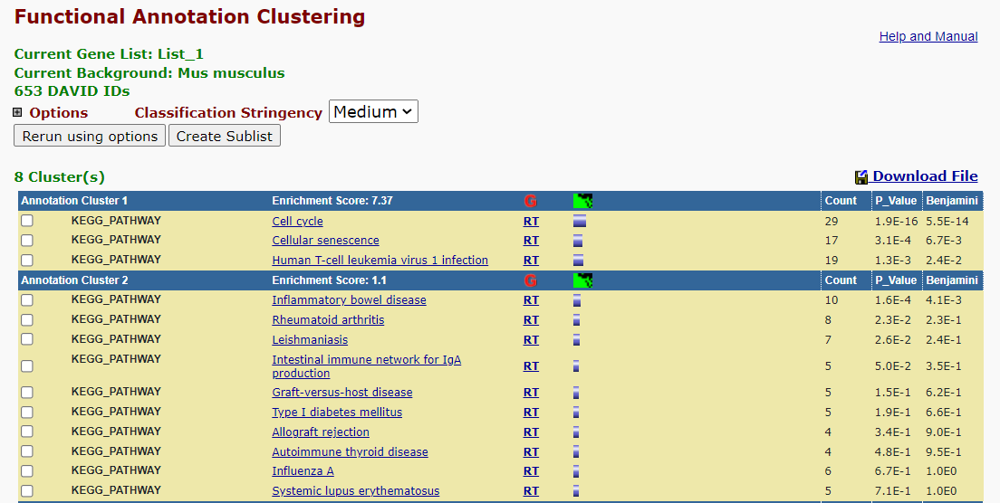 Functional Annotation Clustering
Help and Manual
Current Gene List: List_1
Current Background: Mus musculus
653 DAVID IDs
Options Classification Stringency Medium
Rerun using options Create Sublist
8 Cluster(s) Download File
Annotation Cluster 1 Enrichment Score: 7.37 G Count P_Value Benjamini
KEGG_PATHWAY Cell cycle RT 29 1.9E-16 5.5E-14
KEGG_PATHWAY Cellular senescence RT 17 3.1E-4 6.7E-3
KEGG_PATHWAY Human T-cell leukemia virus 1 infection RT 19 1.3E-3 2.4E-2
Annotation Cluster 2 Enrichment Score: 1.1 G Count P_Value Benjamini
KEGG_PATHWAY Inflammatory bowel disease RT 10 1.6E-4 4.1E-3
KEGG_PATHWAY Rheumatoid arthritis RT 8 2.3E-2 2.3E-1
KEGG_PATHWAY Leishmaniasis RT 7 2.6E-2 2.4E-1
KEGG_PATHWAY Intestinal immune network for IgA
production RT 5 5.0E-2 3.5E-1
KEGG_PATHWAY Graft-versus-host disease RT 5 1.5E-1 6.2E-1
KEGG_PATHWAY Type I diabetes mellitus RT 5 1.9E-1 6.6E-1
KEGG_PATHWAY Allograft rejection RT 4 3.4E-1 9.0E-1
KEGG_PATHWAY Autoimmune thyroid disease RT 4 4.8E-1 9.5E-1
KEGG_PATHWAY Influenza A RT 6 6.7E-1 1.0E0
KEGG_PATHWAY Systemic lupus erythematosus RT 5 7.1E-1 1.0E0